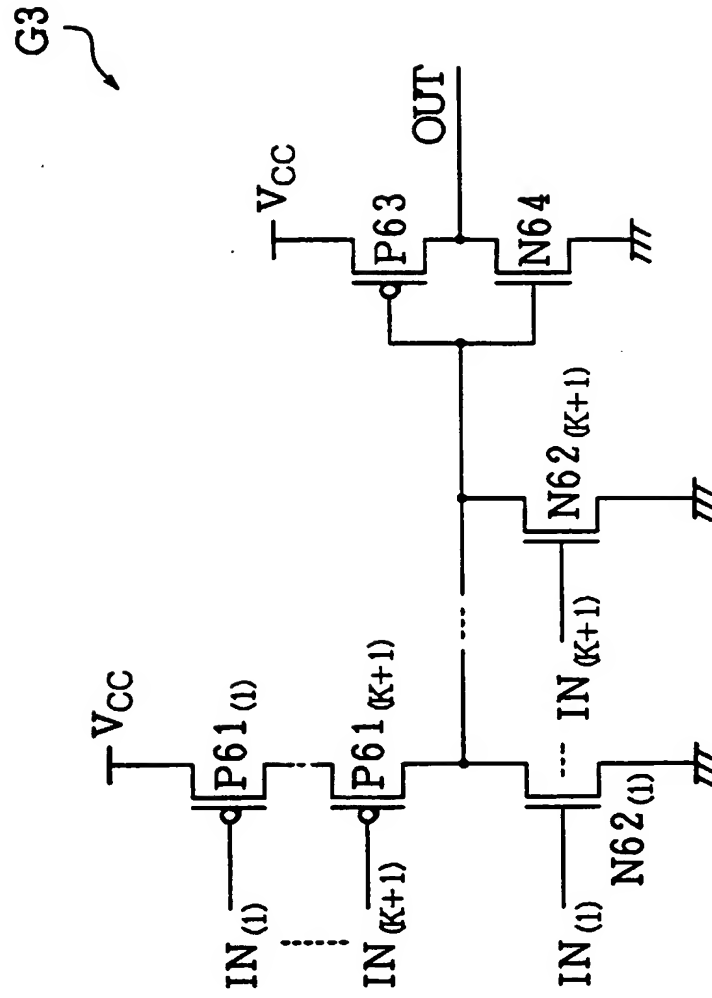 G3
VCC
VCC
IN(1)
P61(1)
P63
OUT
IN(K+1)
P61(K+1)
N64
IN(1)
N62(1)
IN(K+1)
N62(K+1)